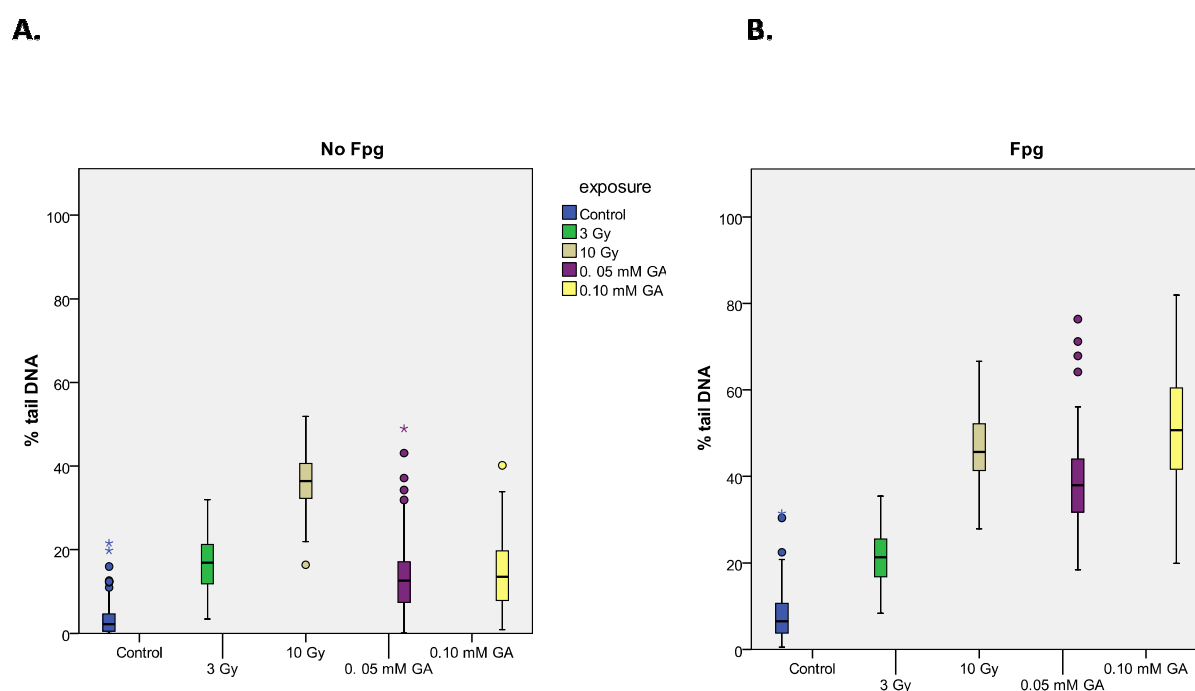 A.
B.
No Fpg
% tail DNA
100
80
60
40
20
0
Control
3 Gy
10 Gy
0. 05 mM GA
0.10 mM GA
exposure
Control
3 Gy
10 Gy
0. 05 mM GA
0.10 mM GA
Fpg
% tail DNA
100
80
60
40
20
0
Control
3 Gy
10 Gy
0.05 mM GA
0.10 mM GA